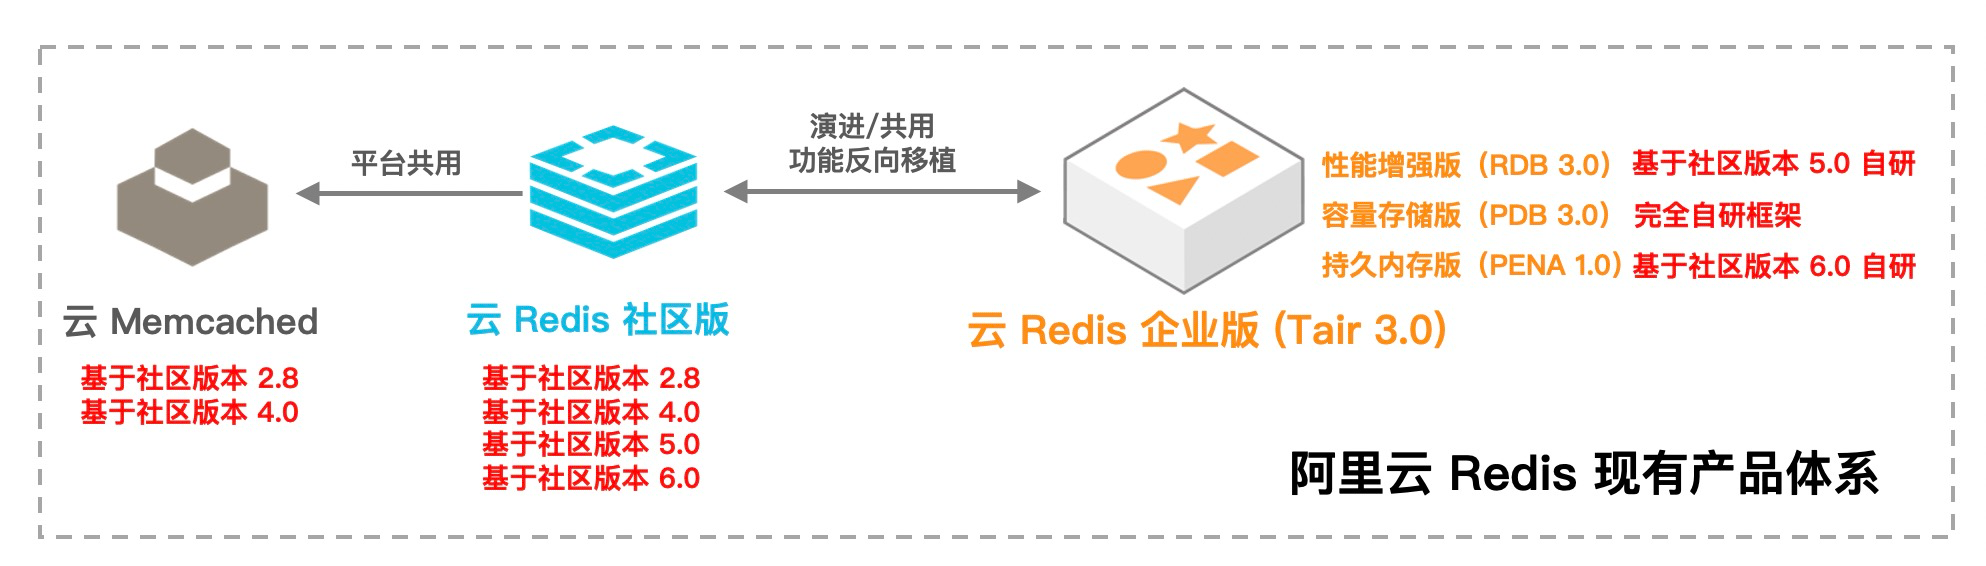 平台共用
演进/共用
功能反向移植
性能增强版（RDB 3.0） 基于社区版本 5.0 自研
容量存储版（PDB 3.0） 完全自研框架
持久内存版（PENA 1.0） 基于社区版本 6.0 自研
云 Memcached
基于社区版本 2.8
基于社区版本 4.0
云 Redis 社区版
基于社区版本 2.8
基于社区版本 4.0
基于社区版本 5.0
基于社区版本 6.0
云 Redis 企业版 (Tair 3.0)
阿里云 Redis 现有产品体系